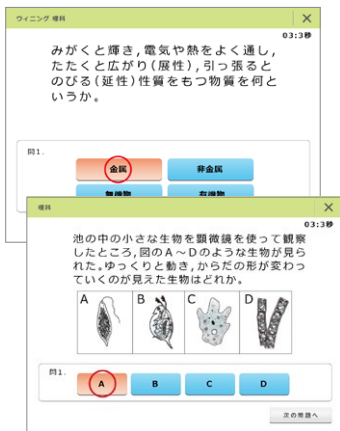 ウィニング 理科
03:3秒
みがくと輝き,電気や熱をよく通し,
たたくと広がり(展性),引っ張ると
のびる(延性)性質をもつ物質を何と
いうか。
問1.
金属 非金属
無機物 有機物
理科
03:3秒
池の中の小さな生物を顕微鏡を使って観察
したところ,図のA～Dのような生物が見ら
れた。ゆっくりと動き,からだの形が変わっ
ていくのが見えた生物はどれか。
A B C D
問1.
A B C D
次の問題へ